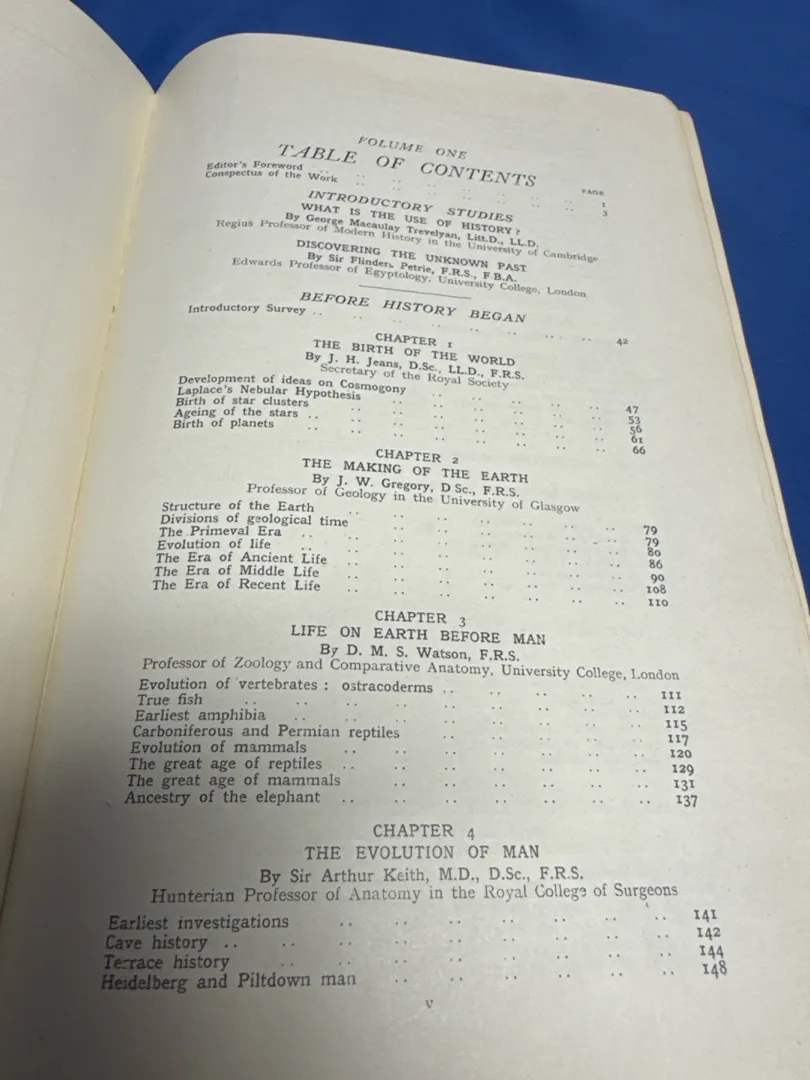 VOLUME ONE
TABLE OF CONTENTS
PAGE
Editor's Foreword .. .. .. .. .. .. .. 1
Conspectus of the Work .. .. .. .. .. .. 3
INTRODUCTORY STUDIES
WHAT IS THE USE OF HISTORY?
By George Macaulay Trevelyan, Litt.D., LL.D.
Regius Professor of Modern History in the University of Cambridge
DISCOVERING THE UNKNOWN PAST
By Sir Flinders Petrie, F.R.S., F B.A.
Edwards Professor of Egyptology, University College, London
BEFORE HISTORY BEGAN
Introductory Survey .. .. .. .. .. .. .. .. 42
CHAPTER 1
THE BIRTH OF THE WORLD
By J. H. Jeans, D.Sc., LL.D., F.R.S.
Secretary of the Royal Society
Development of ideas on Cosmogony .. .. .. .. .. 47
Laplace's Nebular Hypothesis .. .. .. .. .. 53
Birth of star clusters .. .. .. .. .. .. 56
Ageing of the stars .. .. .. .. .. .. .. 61
Birth of planets .. .. .. .. .. .. .. 66
CHAPTER 2
THE MAKING OF THE EARTH
By J. W. Gregory, D Sc., F.R.S.
Professor of Geology in the University of Glasgow
Structure of the Earth .. .. .. .. .. .. .. 79
Divisions of geological time .. .. .. .. .. .. 79
The Primeval Era .. .. .. .. .. .. .. 80
Evolution of life .. .. .. .. .. .. .. 86
The Era of Ancient Life .. .. .. .. .. .. .. 90
The Era of Middle Life .. .. .. .. .. .. .. 108
The Era of Recent Life .. .. .. .. .. .. .. 110
CHAPTER 3
LIFE ON EARTH BEFORE MAN
By D. M. S. Watson, F.R.S.
Professor of Zoology and Comparative Anatomy, University College, London
Evolution of vertebrates : ostracoderms .. .. .. .. .. 111
True fish .. .. .. .. .. .. .. .. 112
Earliest amphibia .. .. .. .. .. .. .. 115
Carboniferous and Permian reptiles .. .. .. .. .. 117
Evolution of mammals .. .. .. .. .. .. .. 120
The great age of reptiles .. .. .. .. .. .. .. 129
The great age of mammals .. .. .. .. .. .. 131
Ancestry of the elephant .. .. .. .. .. .. .. 137
CHAPTER 4
THE EVOLUTION OF MAN
By Sir Arthur Keith, M.D., D.Sc., F.R.S.
Hunterian Professor of Anatomy in the Royal College of Surgeons
Earliest investigations .. .. .. .. .. .. .. 141
Cave history .. .. .. .. .. .. .. .. 142
Terrace history .. .. .. .. .. .. .. 144
Heidelberg and Piltdown man .. .. .. .. .. .. 148
v